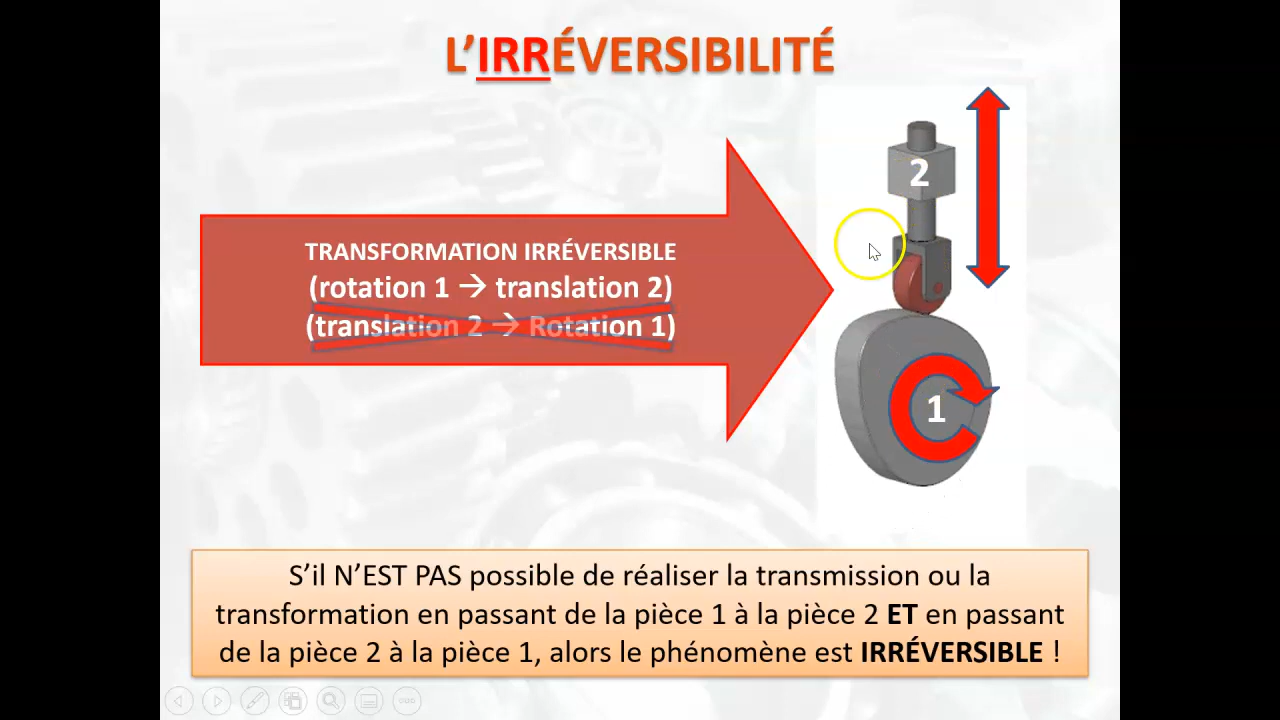 L'IRRÉVERSIBILITÉ
TRANSFORMATION IRRÉVERSIBLE
(rotation 1 → translation 2)
(translation 2 → Rotation 1)
2
1
S'il N'EST PAS possible de réaliser la transmission ou la
transformation en passant de la pièce 1 à la pièce 2 ET en passant
de la pièce 2 à la pièce 1, alors le phénomène est IRRÉVERSIBLE !